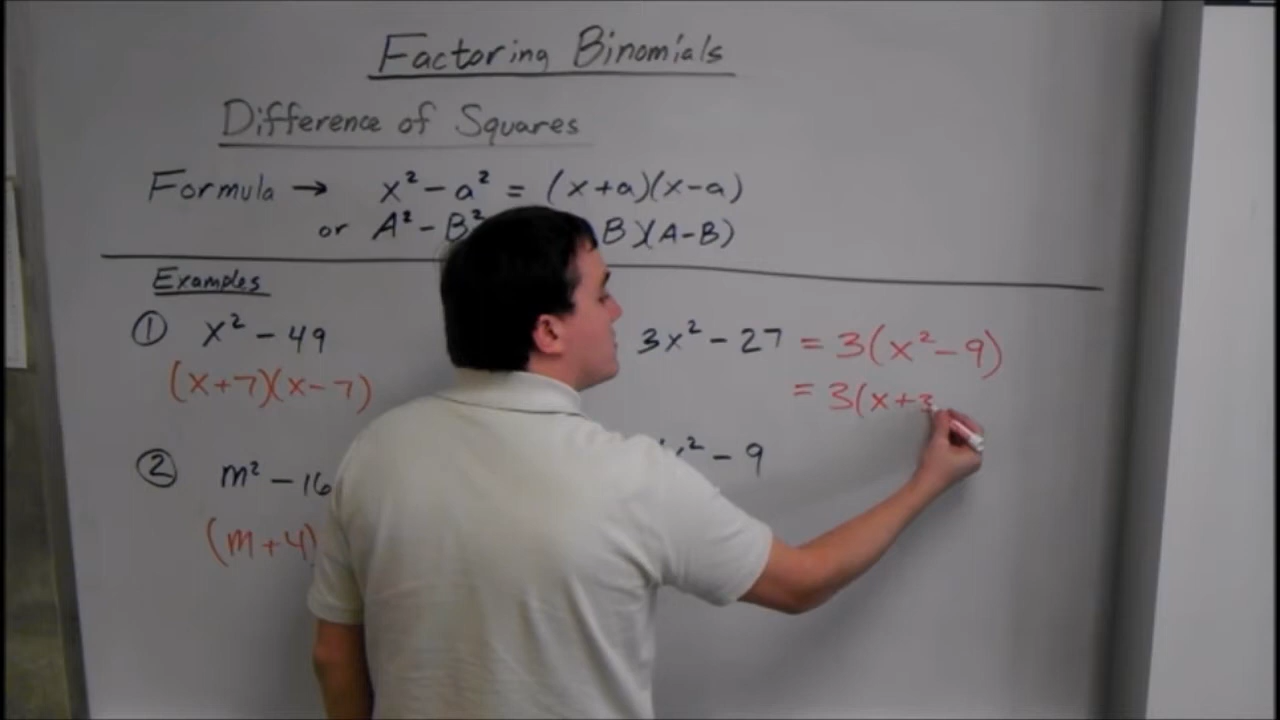 Factoring Binomials
Difference of Squares
Formula → x² - a² = (x+a)(x-a)
or A² - B² B)(A-B)
Examples
① x² - 49
(x+7)(x-7)
② m² - 16
(m+4)
3x² - 27 = 3(x² - 9)
= 3(x+3
² - 9